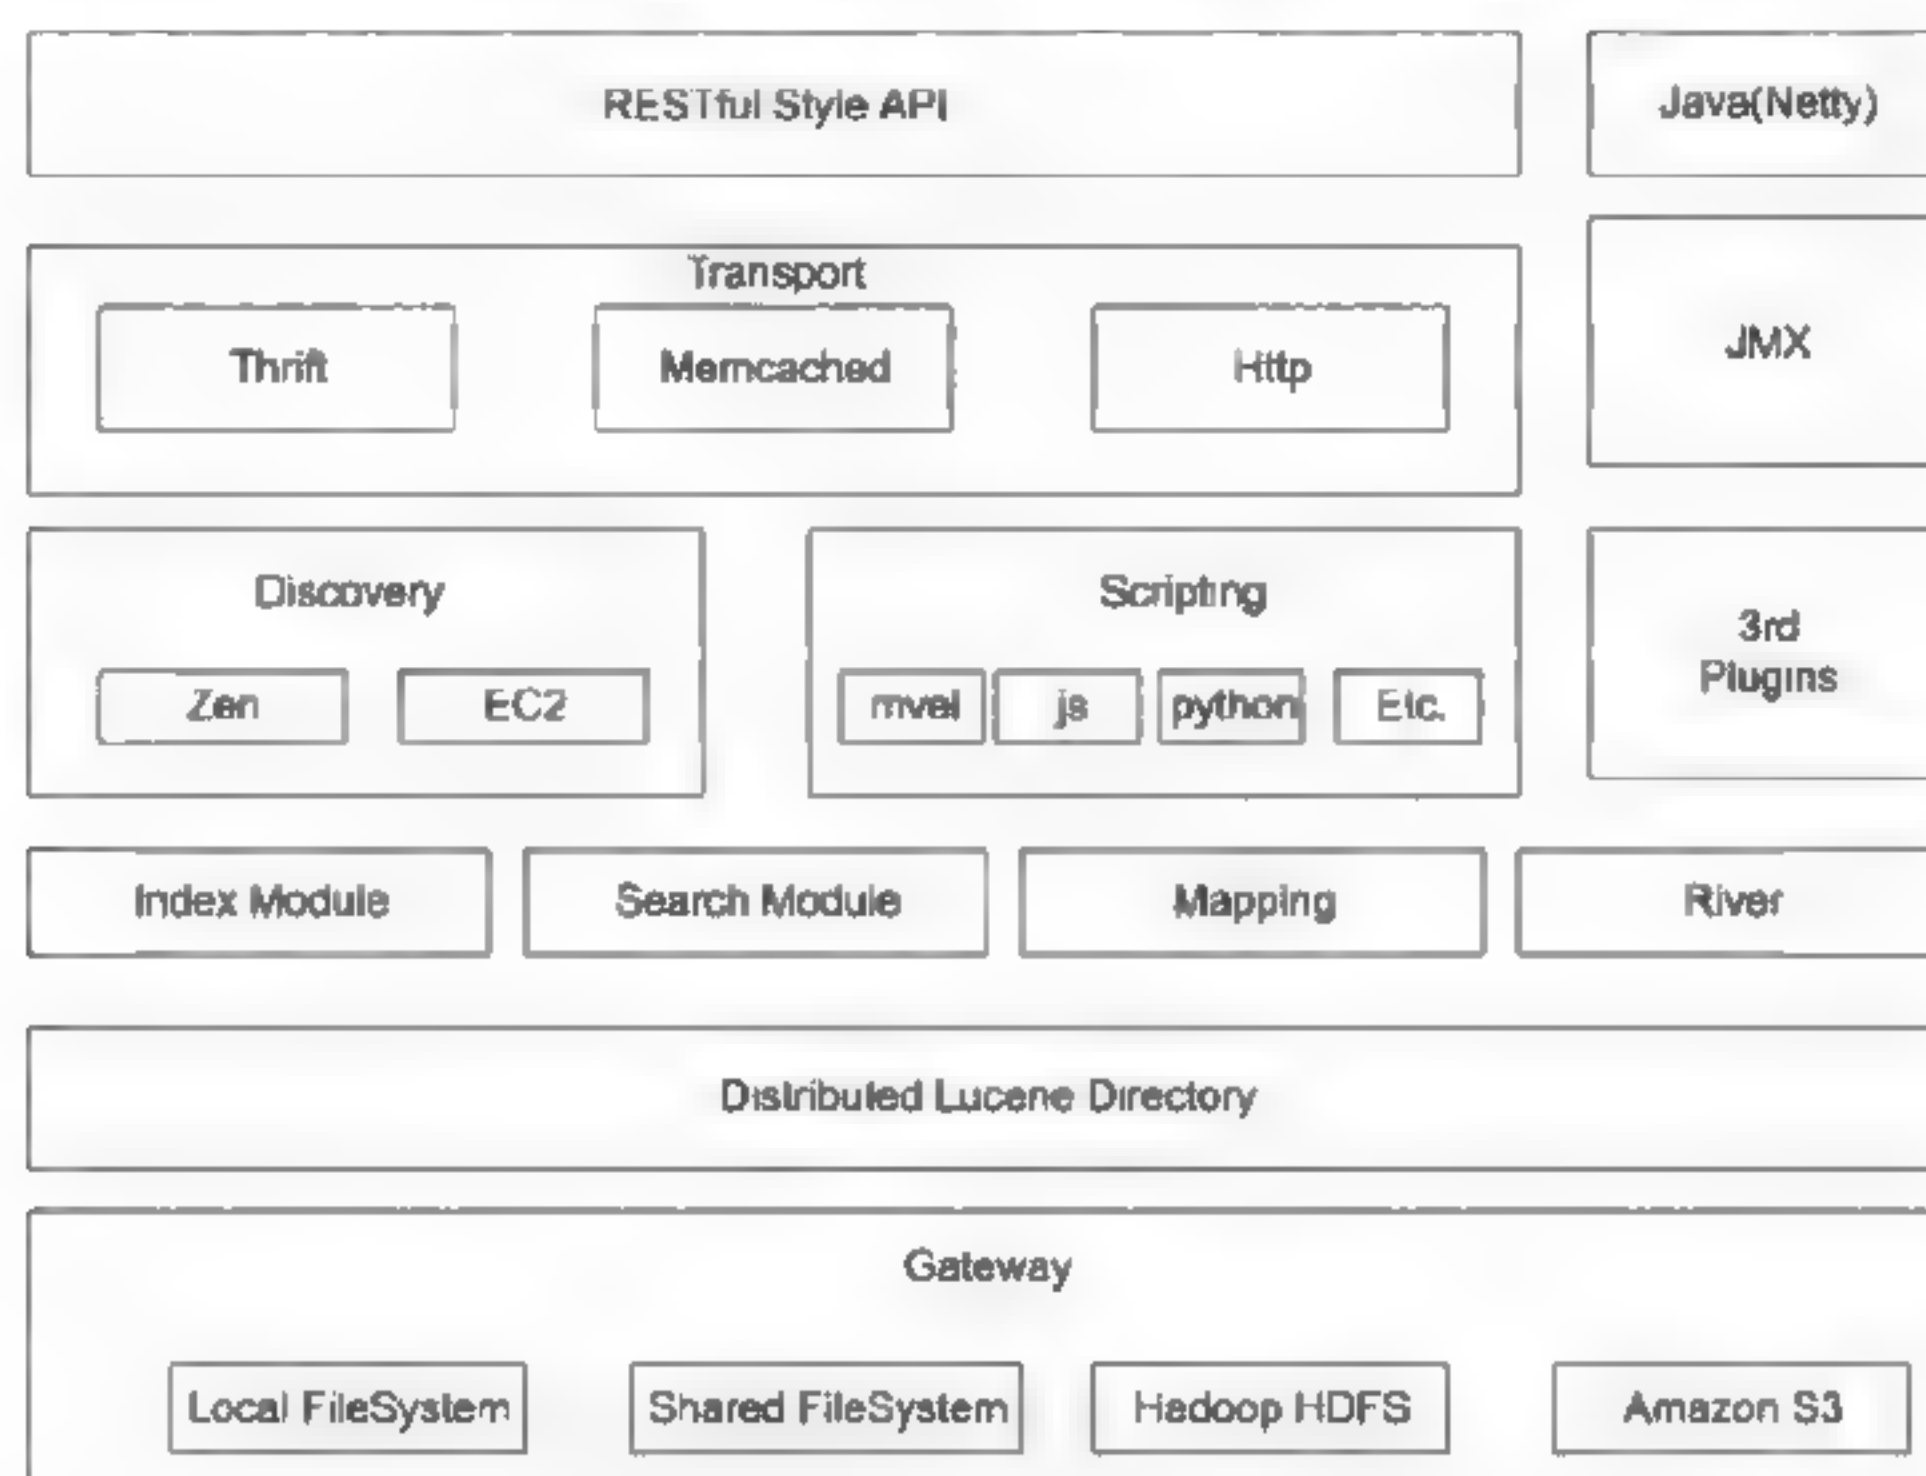 RESTful Style API
Java(Netty)
Transport
Thrift
Memcached
Http
JMX
Discovery
Zen
EC2
Scripting
mvel
js
python
Etc.
3rd
Plugins
Index Module
Search Module
Mapping
River
Distributed Lucene Directory
Gateway
Local FileSystem
Shared FileSystem
Hadoop HDFS
Amazon S3